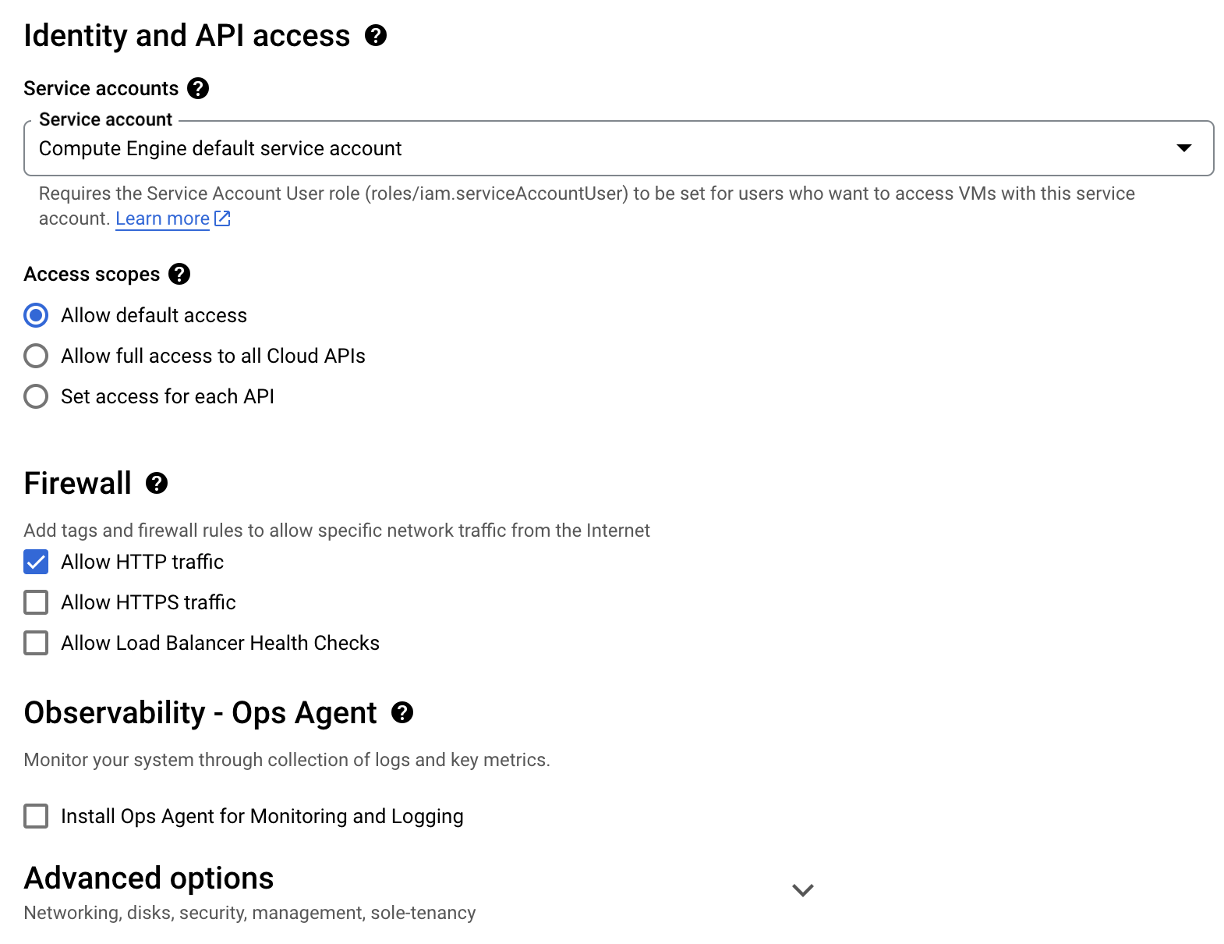 Identity and API access
Service accounts
Service account
Compute Engine default service account
Requires the Service Account User role (roles/iam.serviceAccountUser) to be set for users who want to access VMs with this service
account. Learn more
Access scopes
Allow default access
Allow full access to all Cloud APIs
Set access for each API
Firewall
Add tags and firewall rules to allow specific network traffic from the Internet
Allow HTTP traffic
Allow HTTPS traffic
Allow Load Balancer Health Checks
Observability - Ops Agent
Monitor your system through collection of logs and key metrics.
Install Ops Agent for Monitoring and Logging
Advanced options
Networking, disks, security, management, sole-tenancy